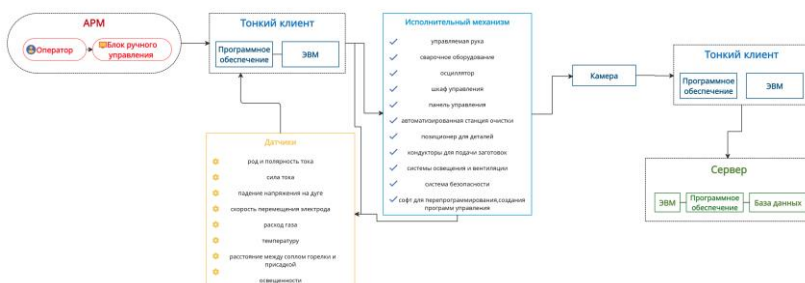 АРМ
Оператор
Блок ручного
управления
Тонкий клиент
Программное
обеспечение
ЭВМ
Исполнительный механизм
управляемая рука
сварочное оборудование
осциллятор
шкаф управления
панель управления
автоматизированная станция очистки
позиционер для деталей
кондукторы для подачи заготовок
системы освещения и вентиляции
система безопасности
софт для перепрограммирования,создания
программ управления
Камера
Тонкий клиент
Программное
обеспечение
ЭВМ
Датчики
род и полярность тока
сила тока
падение напряжения на дуге
скорость перемещения электрода
расход газа
температуру
расстояние между соплом горелки и
присадкой
освещенности
Сервер
ЭВМ
Программное
обеспечение
База данных